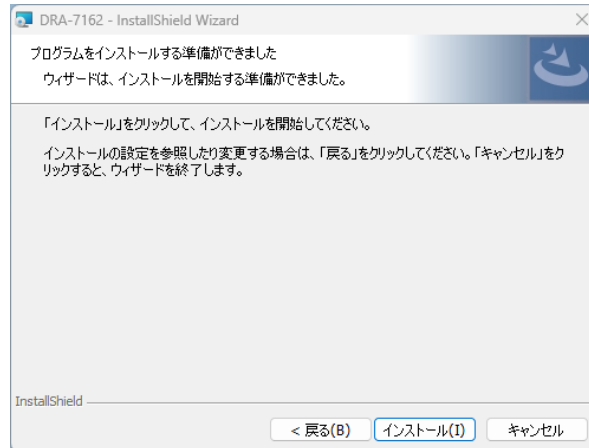 DRA-7162 - InstallShield Wizard
プログラムをインストールする準備ができました
ウィザードは、インストールを開始する準備ができました。
「インストール」をクリックして、インストールを開始してください。
インストールの設定を参照したり変更する場合は、「戻る」をクリックしてください。「キャンセル」をク
リックすると、ウィザードを終了します。
InstallShield
< 戻る(B) インストール(I) キャンセル